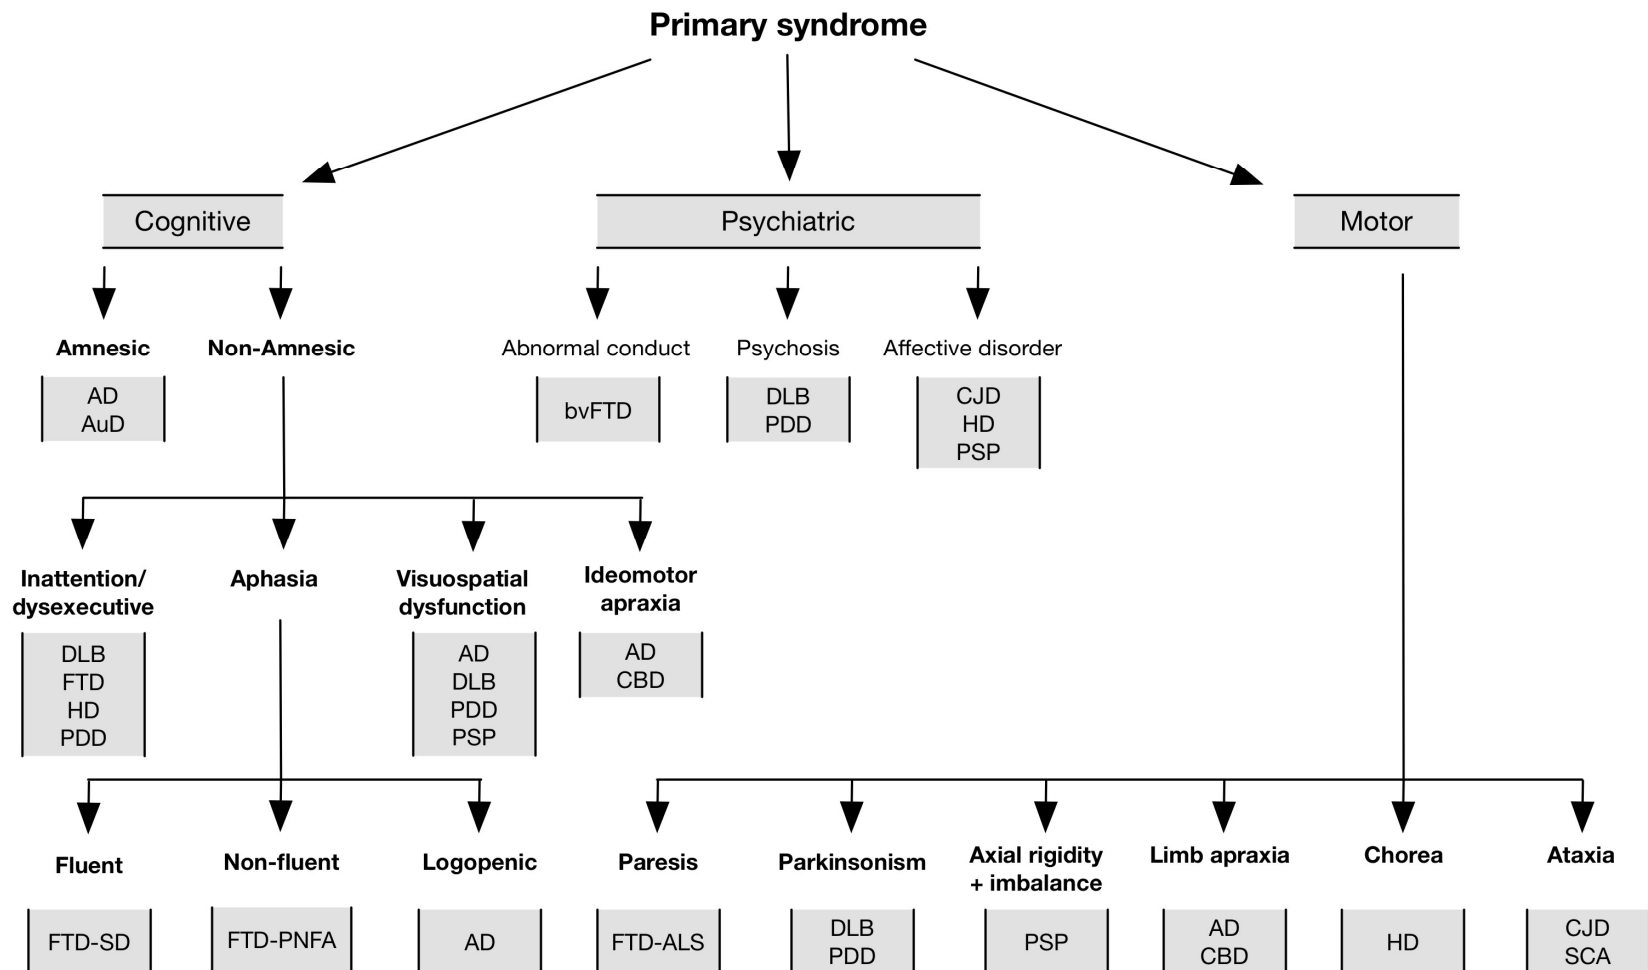 Primary syndrome
Cognitive
Psychiatric
Motor
Amnesic
Non-Amnesic
Abnormal conduct
Psychosis
Affective disorder
AD
AuD
bvFTD
DLB
PDD
CJD
HD
PSP
Inattention/
dysexecutive
Aphasia
Visuospatial
dysfunction
Ideomotor
apraxia
DLB
FTD
HD
PDD
AD
DLB
PDD
PSP
AD
CBD
Fluent
Non-fluent
Logopenic
Paresis
Parkinsonism
Axial rigidity
+ imbalance
Limb apraxia
Chorea
Ataxia
FTD-SD
FTD-PNFA
AD
FTD-ALS
DLB
PDD
PSP
AD
CBD
HD
CJD
SCA